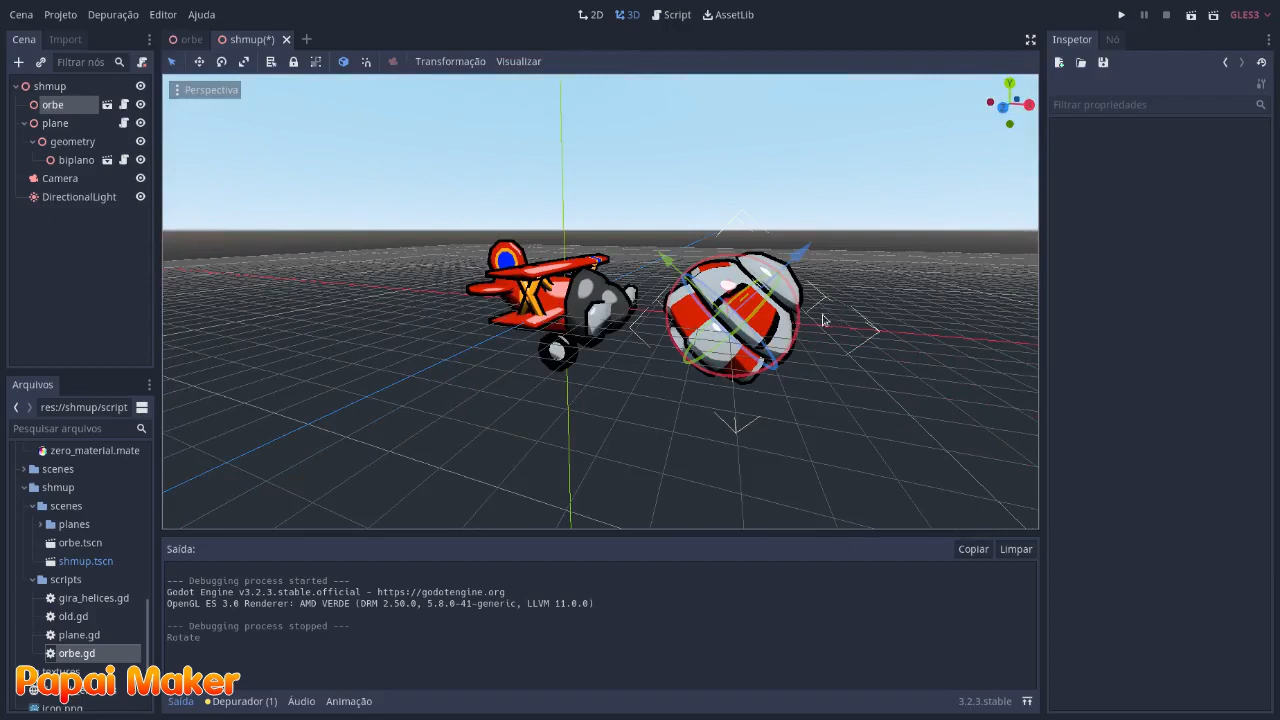 Cena Projeto Depuração Editor Ajuda
2D 3D Script AssetLib
GLES3
Cena Import
orbe shmup(*)
Inspetor Nó
Filtrar nós
Transformação Visualizar
Perspectiva
Y
Z
X
Filtrar propriedades
shmup
orbe
plane
geometry
biplano
Camera
DirectionalLight
Arquivos
res://shmup/script
Pesquisar arquivos
zero_material.mate
scenes
shmup
scenes
planes
orbe.tscn
shmup.tscn
scripts
gira_helices.gd
old.gd
plane.gd
orbe.gd
textures
icon.png
Saída:
Copiar Limpar
--- Debugging process started ---
Godot Engine v3.2.3.stable.official - https://godotengine.org
OpenGL ES 3.0 Renderer: AMD VERDE (DRM 2.50.0, 5.8.0-41-generic, LLVM 11.0.0)
--- Debugging process stopped ---
Rotate
Saída Depurador (1) Áudio Animação
3.2.3.stable
Papai Maker